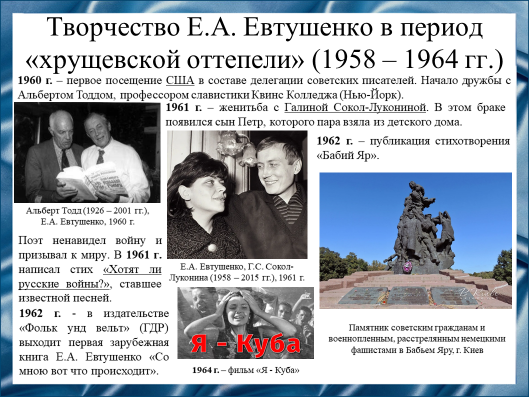 Творчество Е.А. Евтушенко в период
«хрущевской оттепели» (1958 – 1964 гг.)
1960 г. – первое посещение США в составе делегации советских писателей. Начало дружбы с
Альбертом Тоддом, профессором славистики Квинс Колледжа (Нью-Йорк).
1961 г. – женитьба с Галиной Сокол-Лукониной. В этом браке
появился сын Петр, которого пара взяла из детского дома.
1962 г. – публикация стихотворения
«Бабий Яр».
Альберт Тодд (1926 – 2001 гг.),
Е.А. Евтушенко, 1960 г.
Поэт ненавидел войну и
призывал к миру. В 1961 г.
написал стих «Хотят ли
русские войны?», ставшее
известной песней.
1962 г. - в издательстве
«Фольк унд вельт» (ГДР)
выходит первая зарубежная
книга Е.А. Евтушенко «Со
мною вот что происходит».
Е.А. Евтушенко, Г.С. Сокол-
Луконина (1958 – 2015 гг.), 1961 г.
Я - Куба
1964 г. – фильм «Я - Куба»
Памятник советским гражданам и
военнопленным, расстрелянным немецкими
фашистами в Бабьем Яру, г. Киев